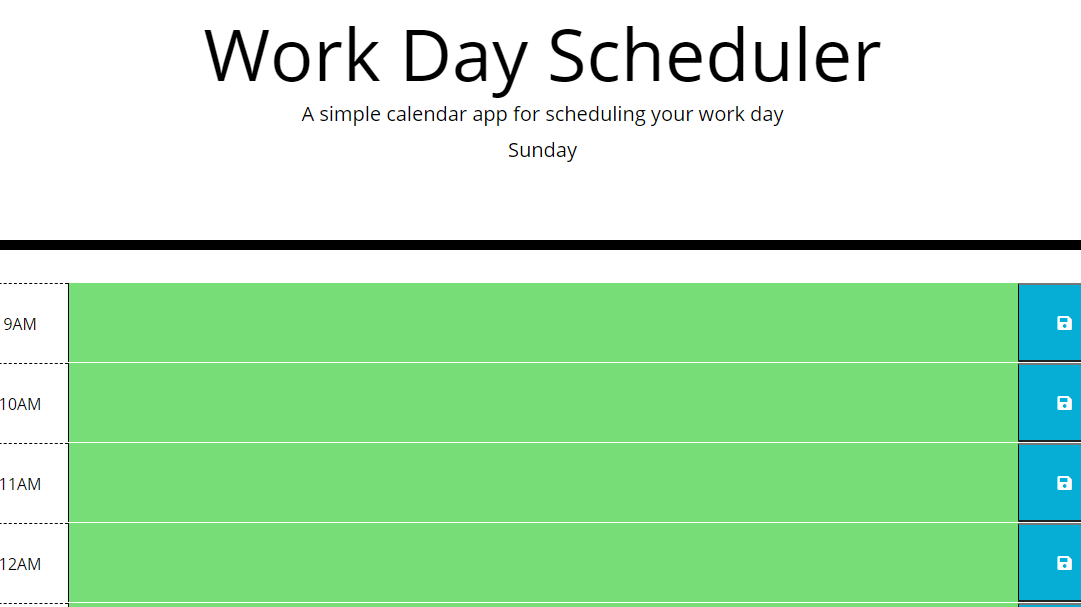 Work Day Scheduler
A simple calendar app for scheduling your work day
Sunday
9AM
10AM
11AM
12AM